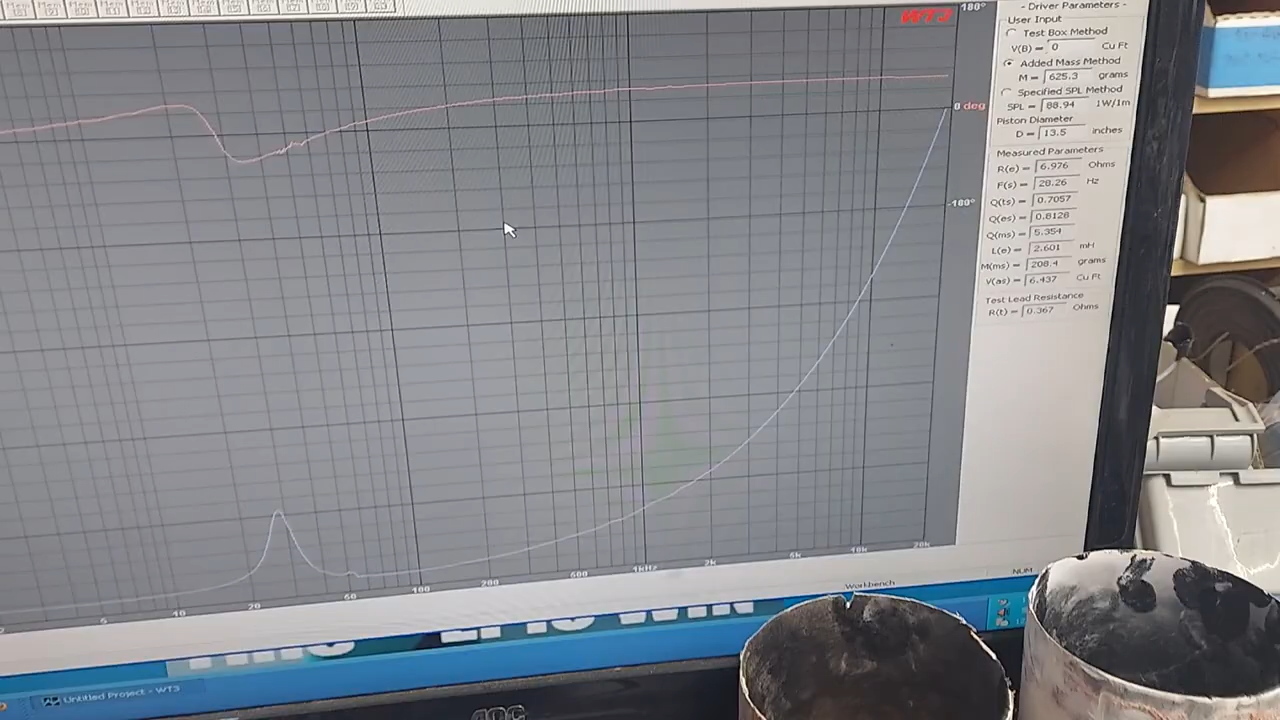 WT3
180°
0 deg
-180°
- Driver Parameters -
User Input
Test Box Method
V(B) = 0 Cu Ft
Added Mass Method
M = 625.3 grams
Specified SPL Method
SPL = 88.94 1W/1m
Piston Diameter
D = 13.5 inches
Measured Parameters
R(e) = 6.976 Ohms
F(s) = 28.26 Hz
Q(ts) = 0.7057
Q(es) = 0.8128
Q(ms) = 5.354
L(e) = 2.601 mH
M(ms) = 208.4 grams
V(as) = 6.437 Cu Ft
Test Lead Resistance
R(t) = 0.367 Ohms
5 10 20 50 100 200 500 1kHz 2k 5k 10k 20k
NUM
Workbench
EPIC WIN
Untitled Project - WT3
AOC